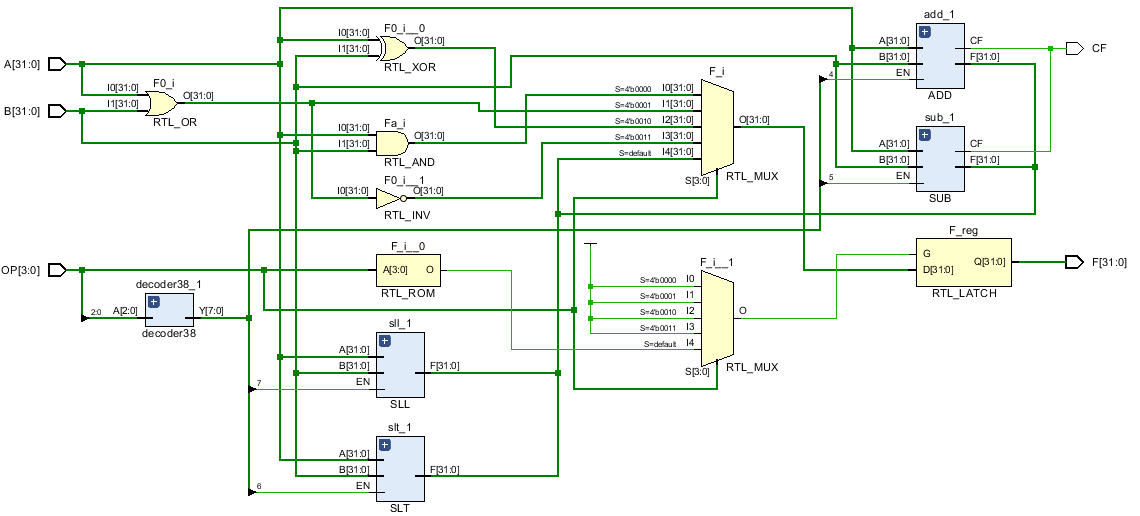 add_1
A[31:0]
B[31:0]
EN
CF
F[31:0]
4
ADD
CF
F0_i__0
I0[31:0]
I1[31:0]
O[31:0]
RTL_XOR
A[31:0]
B[31:0]
F0_i
I0[31:0]
I1[31:0]
O[31:0]
RTL_OR
F_i
S=4'b0000 I0[31:0]
S=4'b0001 I1[31:0]
S=4'b0010 I2[31:0]
S=4'b0011 I3[31:0]
S=default I4[31:0]
S[3:0]
O[31:0]
RTL_MUX
Fa_i
I0[31:0]
I1[31:0]
O[31:0]
RTL_AND
sub_1
A[31:0]
B[31:0]
EN
CF
F[31:0]
5
SUB
F0_i__1
I0[31:0]
O[31:0]
RTL_INV
OP[3:0]
F_i__0
A[3:0]
O
RTL_ROM
F_reg
G
D[31:0]
Q[31:0]
RTL_LATCH
F[31:0]
decoder38_1
2:0
A[2:0]
Y[7:0]
decoder38
F_i__1
S=4'b0000 I0
S=4'b0001 I1
S=4'b0010 I2
S=4'b0011 I3
S=default I4
S[3:0]
O
RTL_MUX
sll_1
A[31:0]
B[31:0]
EN
F[31:0]
7
SLL
slt_1
A[31:0]
B[31:0]
EN
F[31:0]
6
SLT